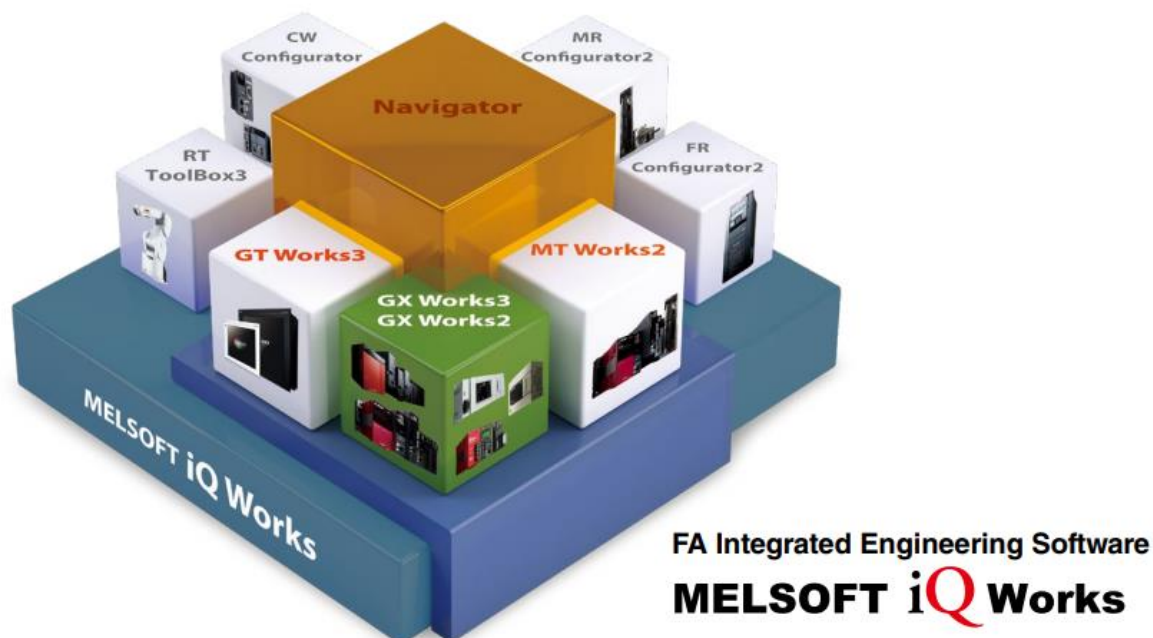 CW
Configurator
MR
Configurator2
Navigator
RT
ToolBox3
FR
Configurator2
GT Works3
MT Works2
GX Works3
GX Works2
MELSOFT iQ Works
FA Integrated Engineering Software
MELSOFT iQ Works